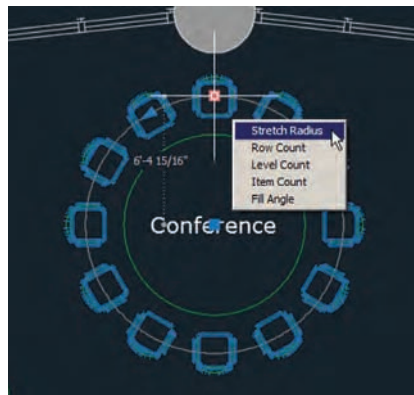 Stretch Radius
Row Count
6'-4 15/16"
Level Count
Item Count
Fill Angle
Conference